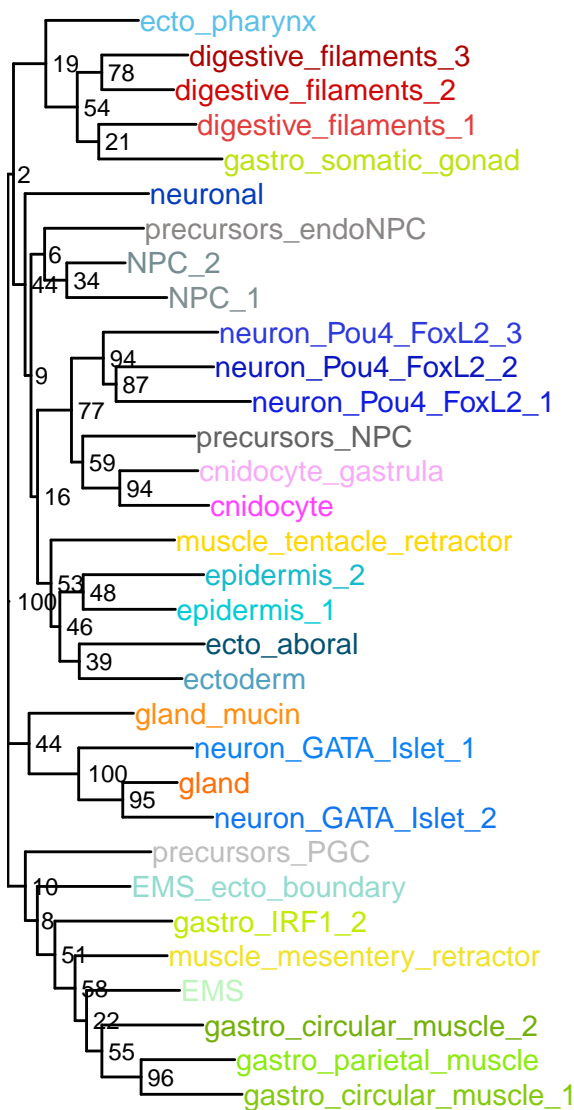 ecto_pharynx
19
digestive_filaments_3
78
digestive_filaments_2
54
digestive_filaments_1
21
gastro_somatic_gonad
2
neuronal
precursors_endoNPC
6
NPC_2
44
34
NPC_1
neuron_Pou4_FoxL2_3
94
neuron_Pou4_FoxL2_2
9
87
neuron_Pou4_FoxL2_1
77
precursors_NPC
59
cnidocyte_gastrula
16
94
cnidocyte
muscle_tentacle_retractor
53
epidermis_2
48
100
epidermis_1
46
ecto_aboral
39
ectoderm
gland_mucin
44
neuron_GATA_Islet_1
100
gland
95
neuron_GATA_Islet_2
precursors_PGC
10
EMS_ecto_boundary
8
gastro_IRF1_2
51
muscle_mesentery_retractor
58
EMS
22
gastro_circular_muscle_2
55
gastro_parietal_muscle
96
gastro_circular_muscle_1